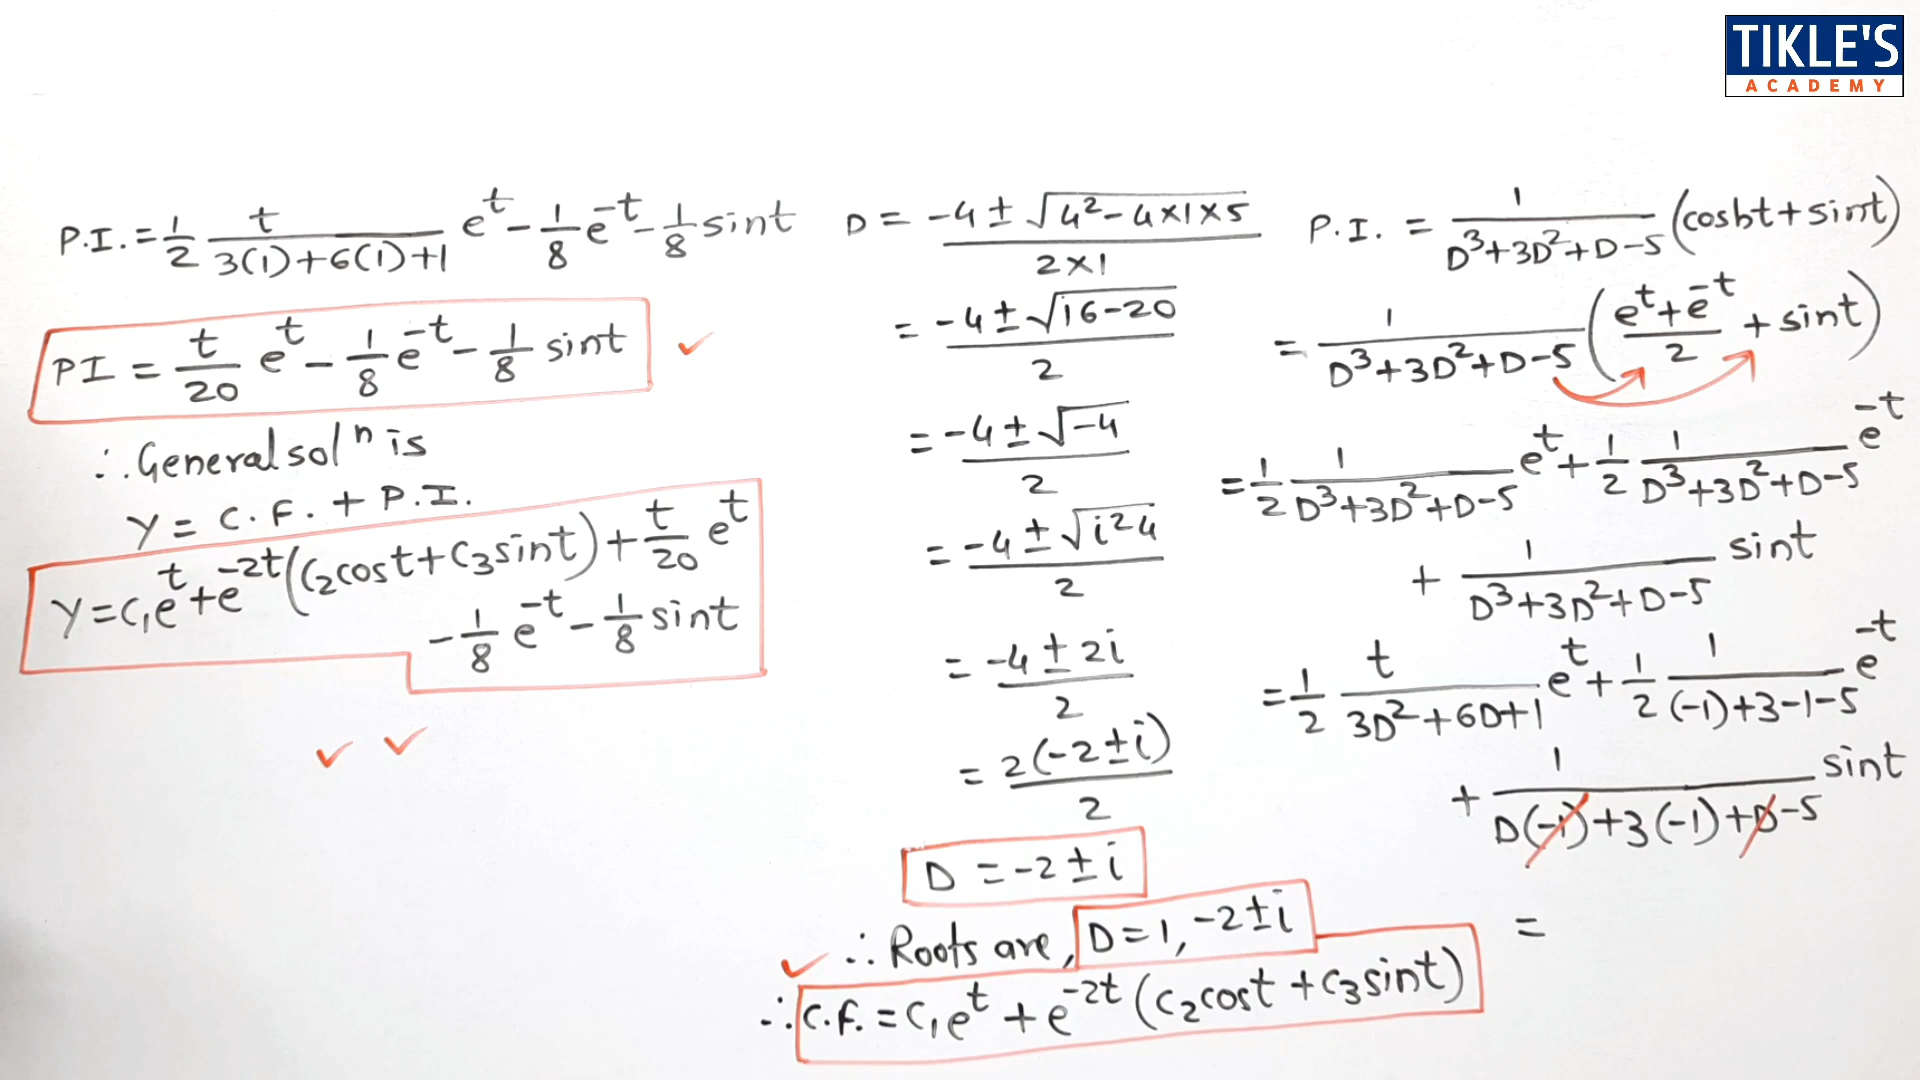 TIKLE'S
ACADEMY
P.I. = 1/2 t/(3(1)+6(1)+1) e^t - 1/8 e^-t - 1/8 sint
PI = t/20 e^t - 1/8 e^-t - 1/8 sint ✓
∴ General solⁿ is
y = C.F. + P.I.
y = c₁e^t + e^-2t (c₂cost + c₃sint) + t/20 e^t
- 1/8 e^-t - 1/8 sint
✓ ✓
D = (-4 ± √(4² - 4×1×5))/(2×1)
= (-4 ± √(16-20))/2
= (-4 ± √-4)/2
= (-4 ± √(i²4))/2
= (-4 ± 2i)/2
= 2(-2 ± i)/2
D = -2 ± i
✓ ∴ Roots are, D = 1, -2 ± i
∴ C.F. = c₁e^t + e^-2t (c₂cost + c₃sint)
P.I. = 1/(D³+3D²+D-5) (cosht + sint)
= 1/(D³+3D²+D-5) ((e^t + e^-t)/2 + sint)
= 1/2 1/(D³+3D²+D-5) e^t + 1/2 1/(D³+3D²+D-5) e^-t
+ 1/(D³+3D²+D-5) sint
= 1/2 t/(3D²+6D+1) e^t + 1/2 1/((-1)+3-1-5) e^-t
+ 1/(D(-1)+3(-1)+D-5) sint
=